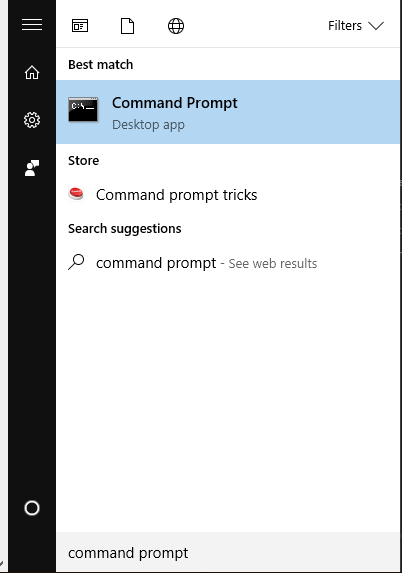 Filters
Best match
C:\_
Command Prompt
Desktop app
Store
Command prompt tricks
Search suggestions
command prompt - See web results
command prompt